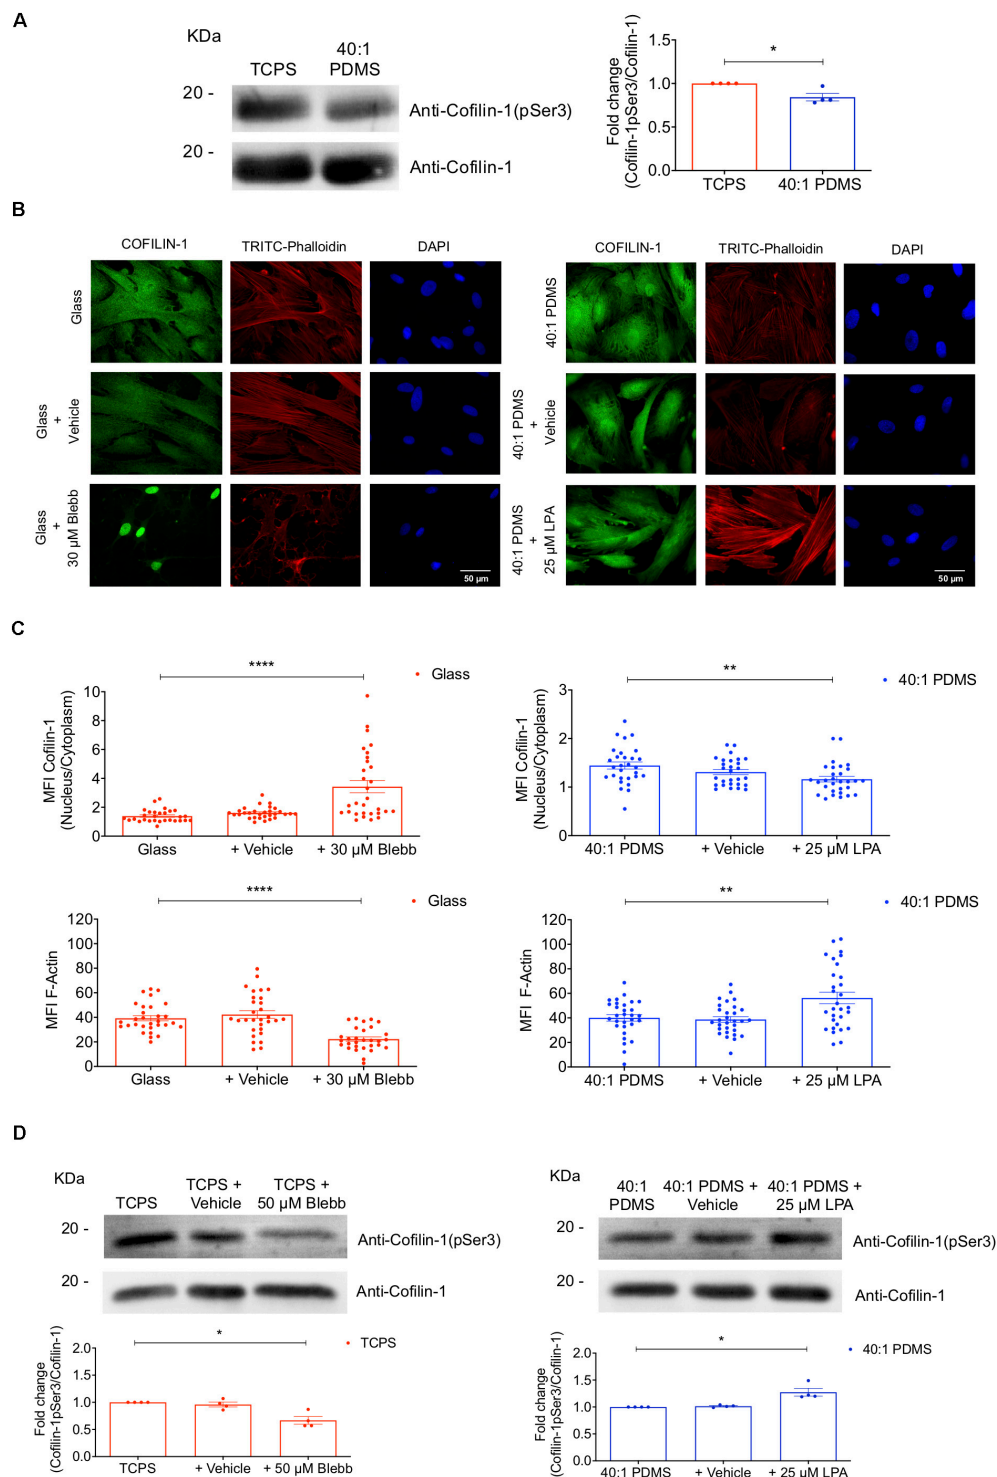 A
KDa
TCPS
40:1
PDMS
20 -
Anti-Cofilin-1(pSer3)
20 -
Anti-Cofilin-1
Fold change
(Cofilin-1pSer3/Cofilin-1)
1.5
1.0
0.5
0.0
*
TCPS
40:1 PDMS
B
COFILIN-1
TRITC-Phalloidin
DAPI
Glass
Glass
+
Vehicle
Glass
+
30 µM Blebb
50 µm
COFILIN-1
TRITC-Phalloidin
DAPI
40:1 PDMS
40:1 PDMS
+
Vehicle
40:1 PDMS
+
25 µM LPA
50 µm
C
MFI Cofilin-1
(Nucleus/Cytoplasm)
10
8
6
4
2
0
****
Glass
Glass
+ Vehicle
+ 30 µM Blebb
MFI Cofilin-1
(Nucleus/Cytoplasm)
3
2
1
0
**
40:1 PDMS
40:1 PDMS
+ Vehicle
+ 25 µM LPA
MFI F-Actin
120
100
80
60
40
20
0
****
Glass
Glass
+ Vehicle
+ 30 µM Blebb
MFI F-Actin
120
100
80
60
40
20
0
**
40:1 PDMS
40:1 PDMS
+ Vehicle
+ 25 µM LPA
D
KDa
TCPS
TCPS +
Vehicle
TCPS +
50 µM Blebb
20 -
Anti-Cofilin-1(pSer3)
20 -
Anti-Cofilin-1
Fold change
(Cofilin-1pSer3/Cofilin-1)
2.0
1.5
1.0
0.5
0.0
*
TCPS
TCPS
+ Vehicle
+ 50 µM Blebb
KDa
40:1
PDMS
40:1 PDMS +
Vehicle
40:1 PDMS +
25 µM LPA
20 -
Anti-Cofilin-1(pSer3)
20 -
Anti-Cofilin-1
Fold change
(Cofilin-1pSer3/Cofilin-1)
2.0
1.5
1.0
0.5
0.0
*
40:1 PDMS
40:1 PDMS
+ Vehicle
+ 25 µM LPA